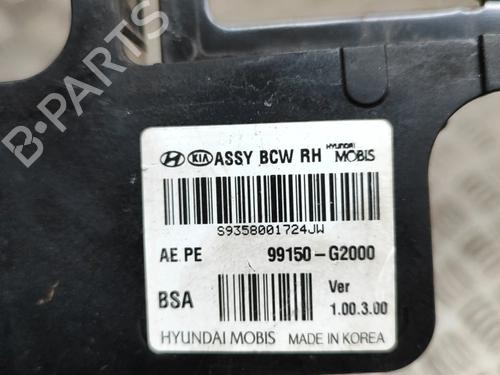 B-PARTS
KIA ASSY BCW RH HYUNDAI MOBIS
S9358001724JW
AE PE 99150-G2000
BSA Ver 1.00.3.00
HYUNDAI MOBIS MADE IN KOREA